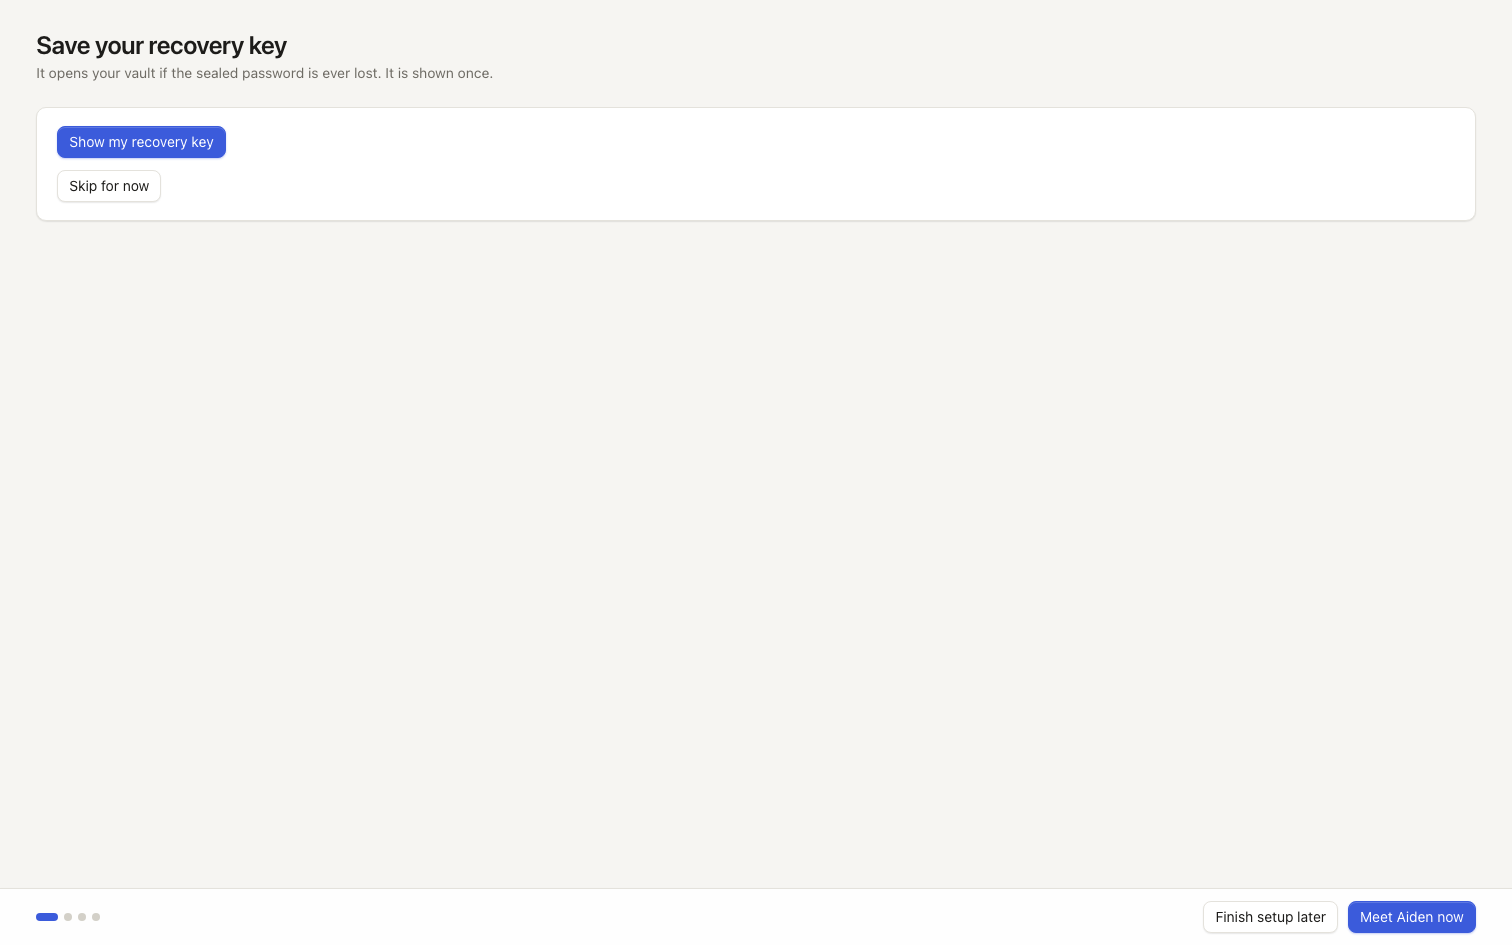 Save your recovery key
It opens your vault if the sealed password is ever lost. It is shown once.
Show my recovery key
Skip for now
Finish setup later
Meet Aiden now